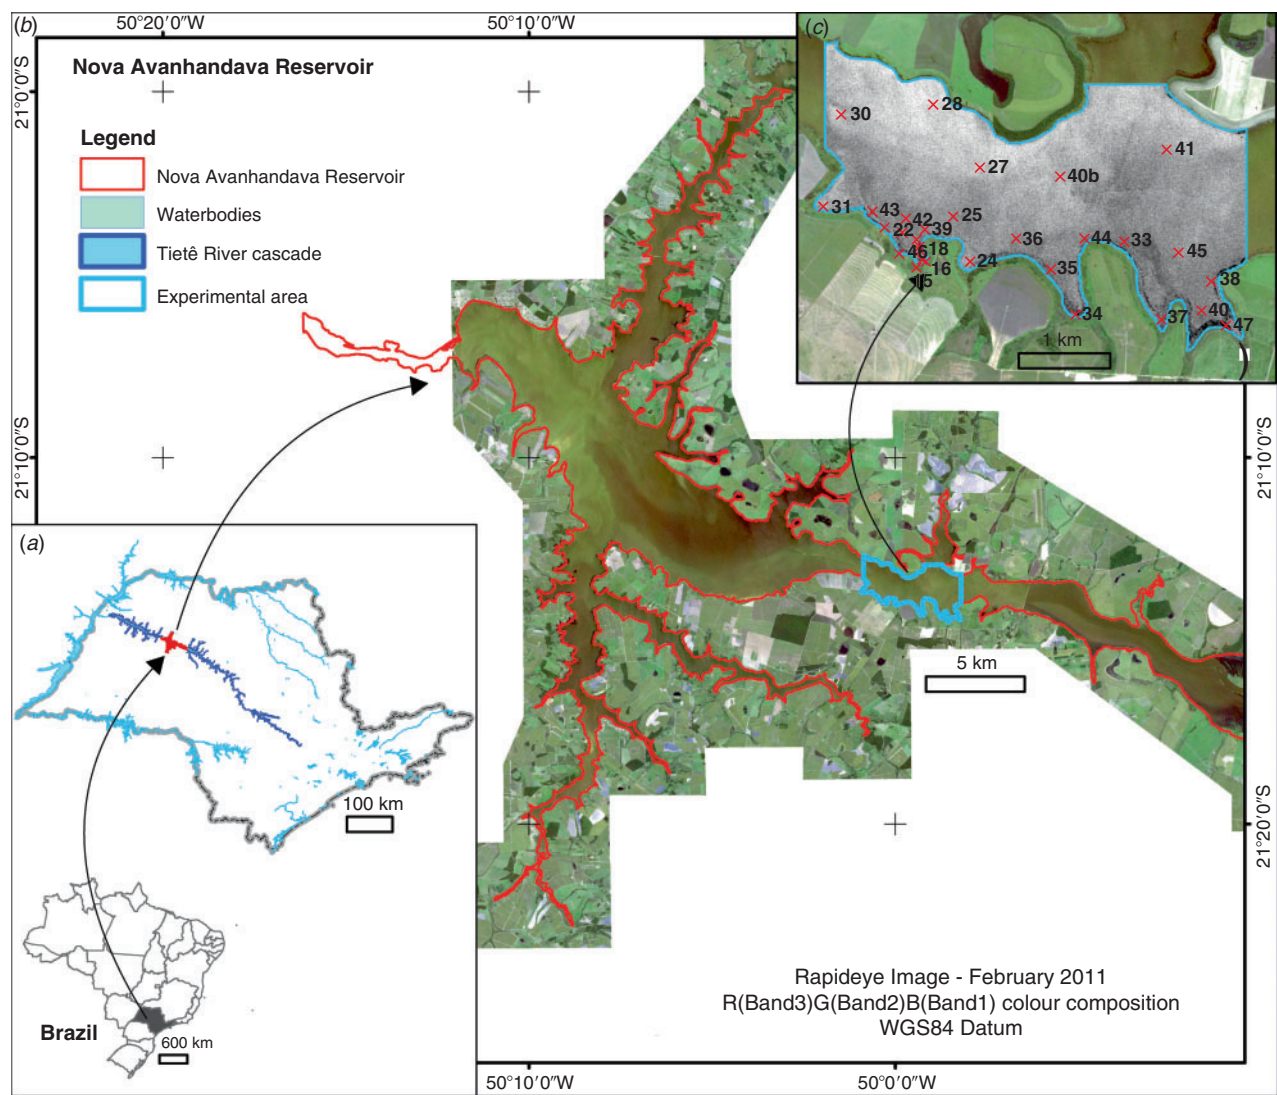 (b)
50°20′0″W
50°10′0″W
(c)
Nova Avanhandava Reservoir
21°0′0″S
Legend
Nova Avanhandava Reservoir
Waterbodies
Tietê River cascade
Experimental area
30
28
27
40b
41
31
43
42
25
22
39
36
44
33
46
18
24
45
16
35
15
38
34
37
40
47
1 km
21°10′0″S
21°10′0″S
(a)
5 km
100 km
21°20′0″S
Brazil
600 km
Rapideye Image - February 2011
R(Band3)G(Band2)B(Band1) colour composition
WGS84 Datum
50°10′0″W
50°0′0″W